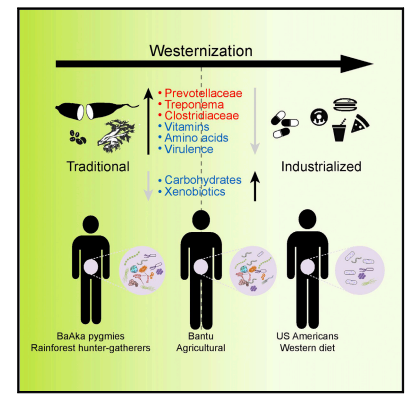 Westernization
• Prevotellaceae
• Treponema
• Clostridiaceae
• Vitamins
• Amino acids
• Virulence
Traditional
Industrialized
• Carbohydrates
• Xenobiotics
BaAka pygmies
Rainforest hunter-gatherers
Bantu
Agricultural
US Americans
Western diet